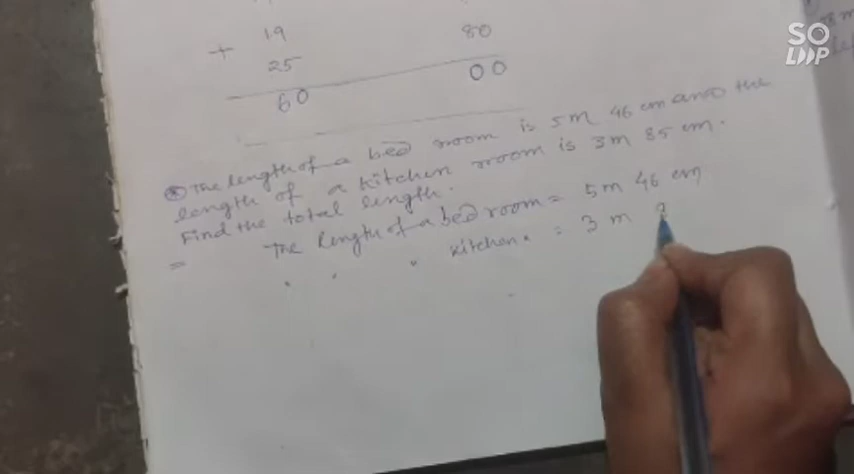 SO
LOOP
19 80
+ 25
60 00
The length of a bed room is 5m 46 cm and the
length of a kitchen room is 3m 85 cm.
Find the total length.
= The length of a bed room = 5m 46 cm
" " " kitchen " = 3 m